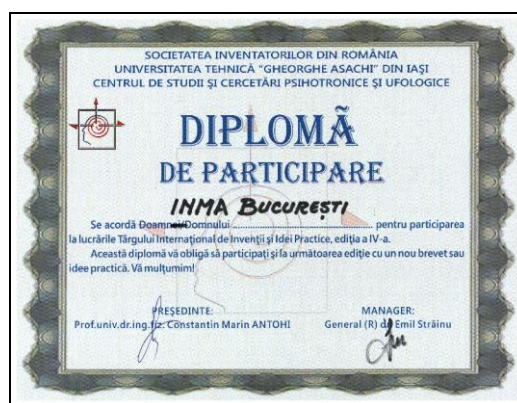 SOCIETATEA INVENTATORILOR DIN ROMÂNIA
UNIVERSITATEA TEHNICĂ "GHEORGHE ASACHI" DIN IAŞI
CENTRUL DE STUDII ŞI CERCETĂRI PSIHOTRONICE ŞI UFOLOGICE
DIPLOMĂ
DE PARTICIPARE
INMA BUCUREŞTI
Se acordă Doamnei/Domnului ........................................ pentru participarea
la lucrările Târgului Internaţional de Invenţii şi Idei Practice, ediţia a IV-a.
Această diplomă vă obligă să participaţi şi la următoarea ediţie cu un nou brevet sau
idee practică. Vă mulţumim!
PREŞEDINTE:
Prof.univ.dr.ing.fiz. Constantin Marin ANTOHI
MANAGER:
General (R) dr. Emil Străinu